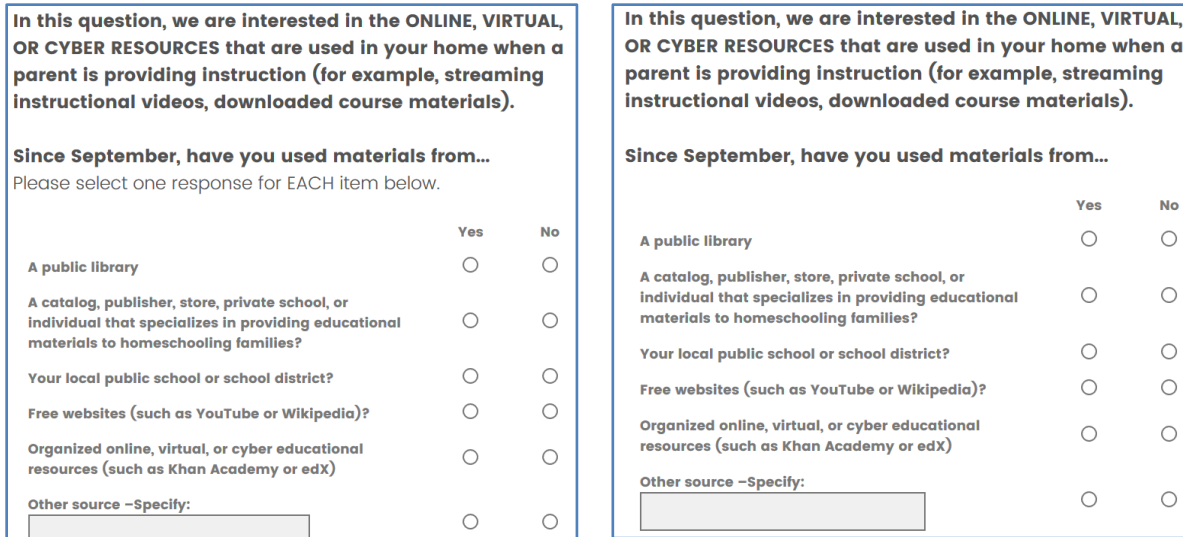 In this question, we are interested in the ONLINE, VIRTUAL,
OR CYBER RESOURCES that are used in your home when a
parent is providing instruction (for example, streaming
instructional videos, downloaded course materials).
Since September, have you used materials from...
Please select one response for EACH item below.
Yes No
A public library
A catalog, publisher, store, private school, or
individual that specializes in providing educational
materials to homeschooling families?
Your local public school or school district?
Free websites (such as YouTube or Wikipedia)?
Organized online, virtual, or cyber educational
resources (such as Khan Academy or edX)
Other source –Specify:
In this question, we are interested in the ONLINE, VIRTUAL,
OR CYBER RESOURCES that are used in your home when a
parent is providing instruction (for example, streaming
instructional videos, downloaded course materials).
Since September, have you used materials from...
Yes No
A public library
A catalog, publisher, store, private school, or
individual that specializes in providing educational
materials to homeschooling families?
Your local public school or school district?
Free websites (such as YouTube or Wikipedia)?
Organized online, virtual, or cyber educational
resources (such as Khan Academy or edX)
Other source –Specify: